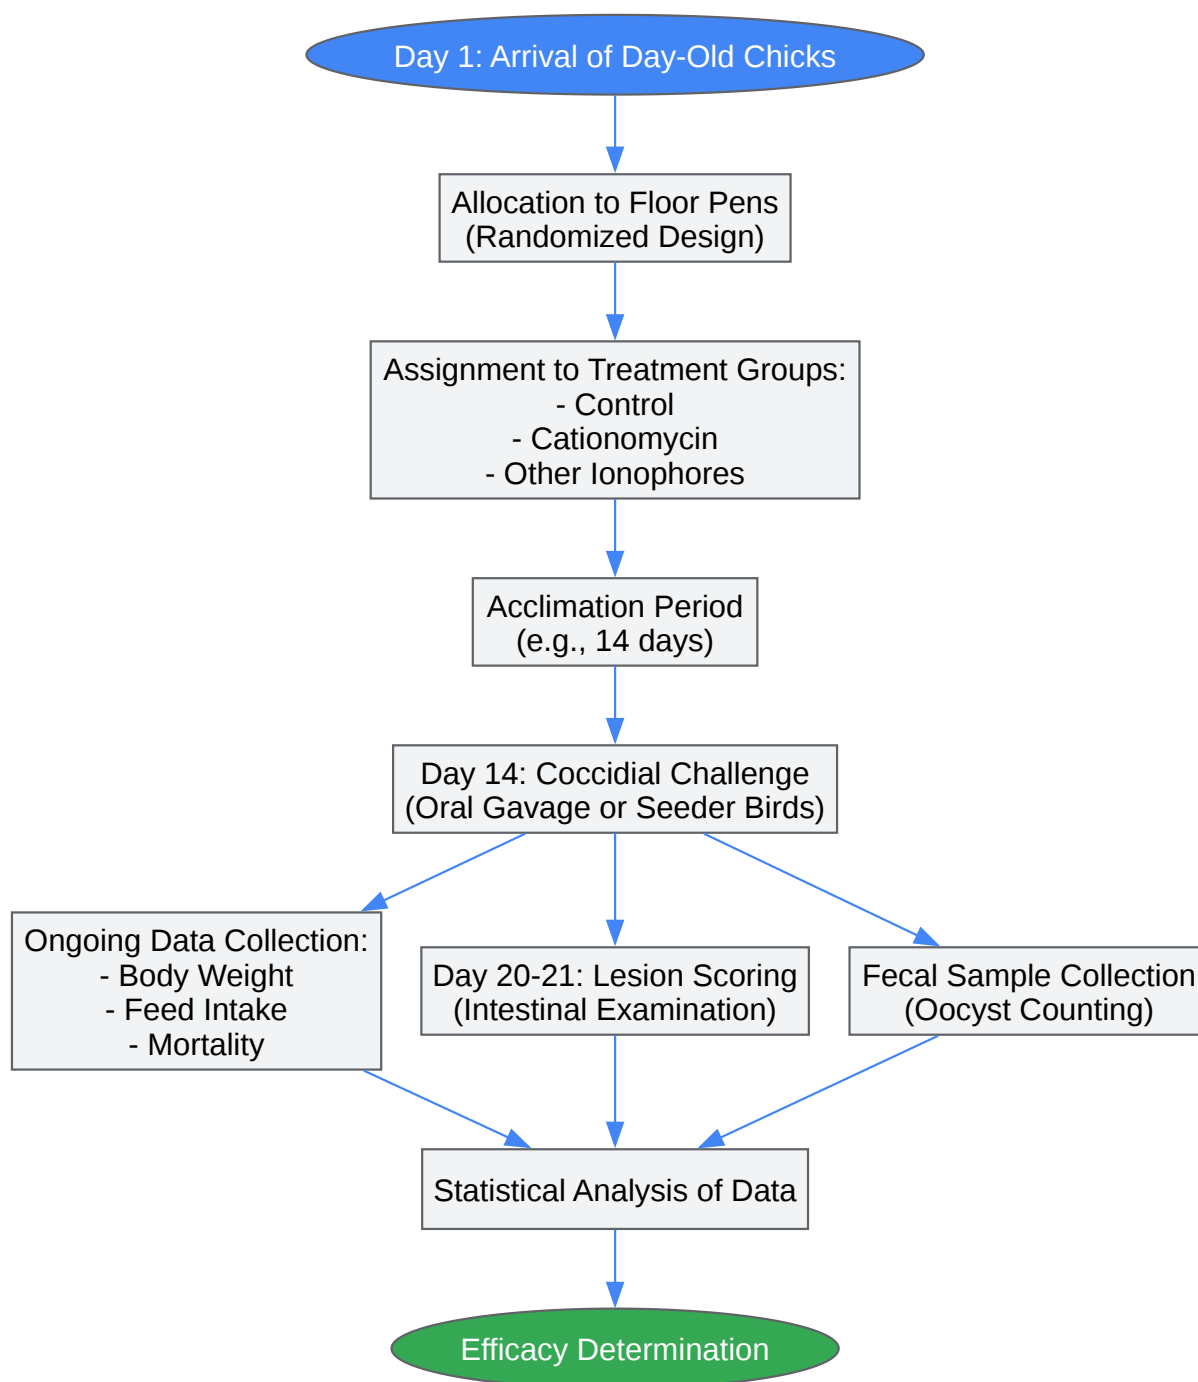 Day 1: Arrival of Day-Old Chicks
Allocation to Floor Pens
(Randomized Design)
Assignment to Treatment Groups:
- Control
- Cationomycin
- Other Ionophores
Acclimation Period
(e.g., 14 days)
Day 14: Coccidial Challenge
(Oral Gavage or Seeder Birds)
Ongoing Data Collection:
- Body Weight
- Feed Intake
- Mortality
Day 20-21: Lesion Scoring
(Intestinal Examination)
Fecal Sample Collection
(Oocyst Counting)
Statistical Analysis of Data
Efficacy Determination